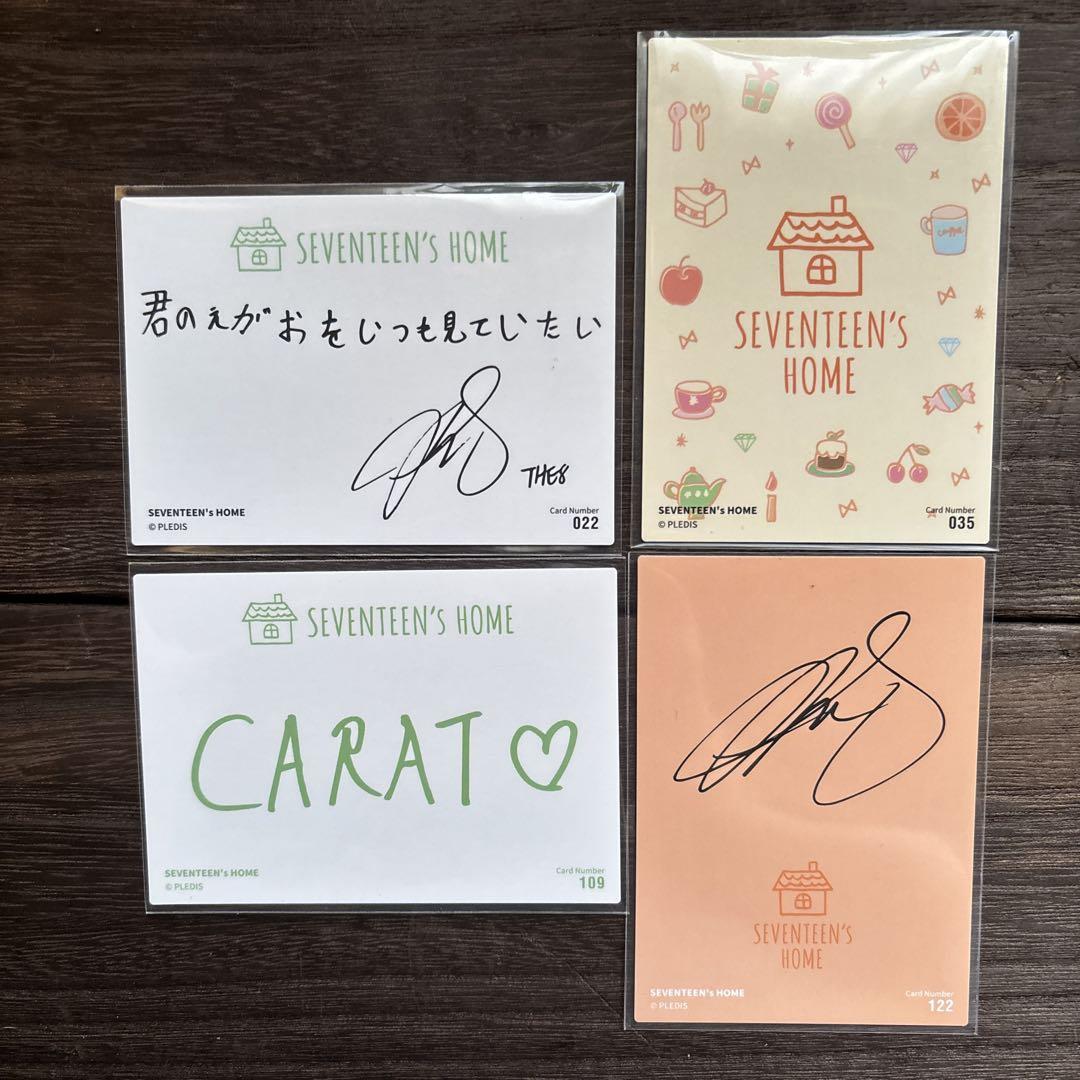 SEVENTEEN's HOME
君のえがおをいつも見ていたい
THE8
SEVENTEEN's HOME
© PLEDIS
Card Number
022
coffee
SEVENTEEN's
HOME
SEVENTEEN's HOME
© PLEDIS
Card Number
035
SEVENTEEN's HOME
CARAT♡
SEVENTEEN's HOME
© PLEDIS
Card Number
109
SEVENTEEN's
HOME
SEVENTEEN's HOME
© PLEDIS
Card Number
122